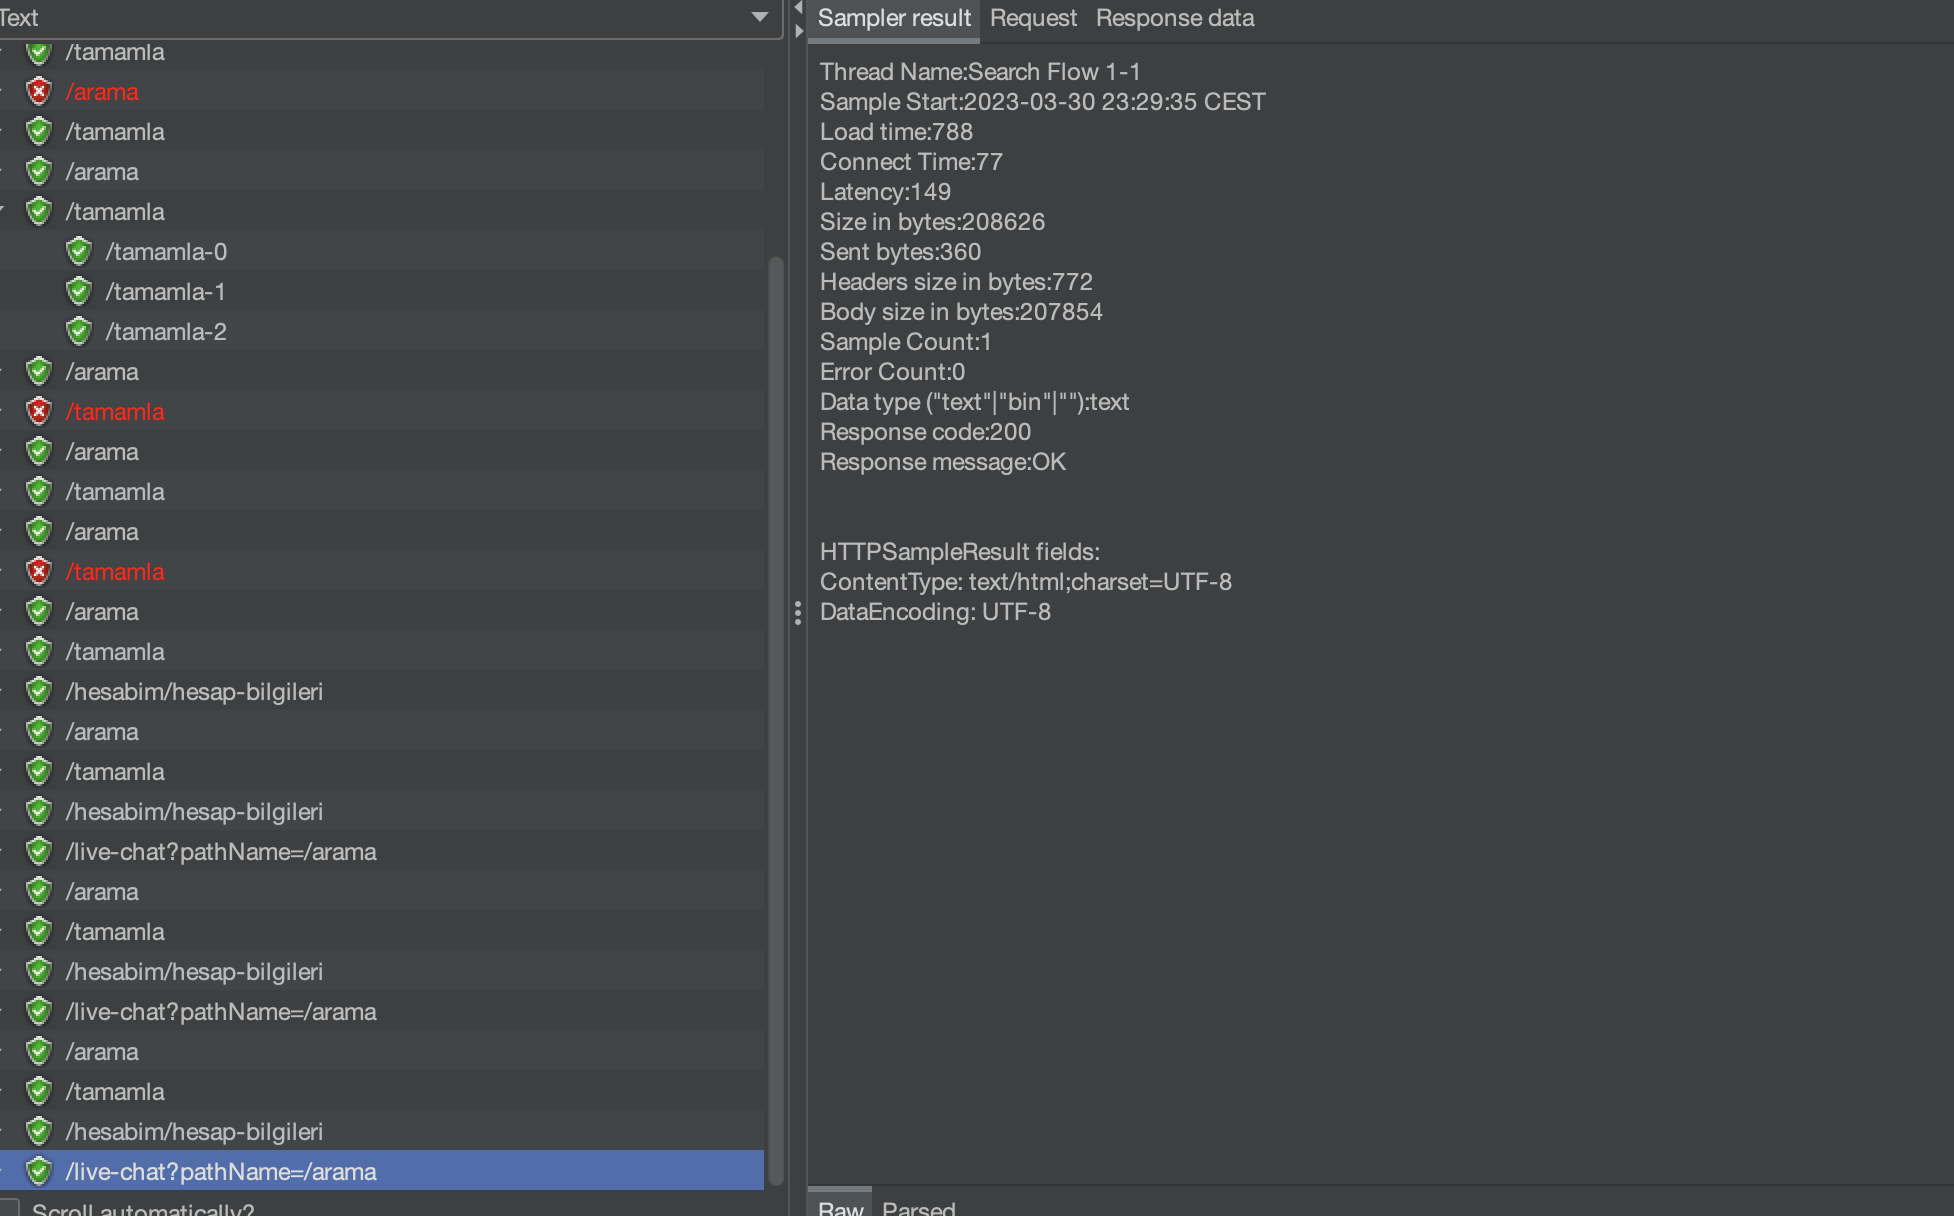 Text
/tamamla
/arama
/tamamla
/arama
/tamamla
/tamamla-0
/tamamla-1
/tamamla-2
/arama
/tamamla
/arama
/tamamla
/arama
/tamamla
/arama
/tamamla
/hesabim/hesap-bilgileri
/arama
/tamamla
/hesabim/hesap-bilgileri
/live-chat?pathName=/arama
/arama
/tamamla
/hesabim/hesap-bilgileri
/live-chat?pathName=/arama
/arama
/tamamla
/hesabim/hesap-bilgileri
/live-chat?pathName=/arama
Scroll automatically?
Sampler result Request Response data
Thread Name:Search Flow 1-1
Sample Start:2023-03-30 23:29:35 CEST
Load time:788
Connect Time:77
Latency:149
Size in bytes:208626
Sent bytes:360
Headers size in bytes:772
Body size in bytes:207854
Sample Count:1
Error Count:0
Data type ("text"|"bin"|""):text
Response code:200
Response message:OK
HTTPSampleResult fields:
ContentType: text/html;charset=UTF-8
DataEncoding: UTF-8
Raw Parsed